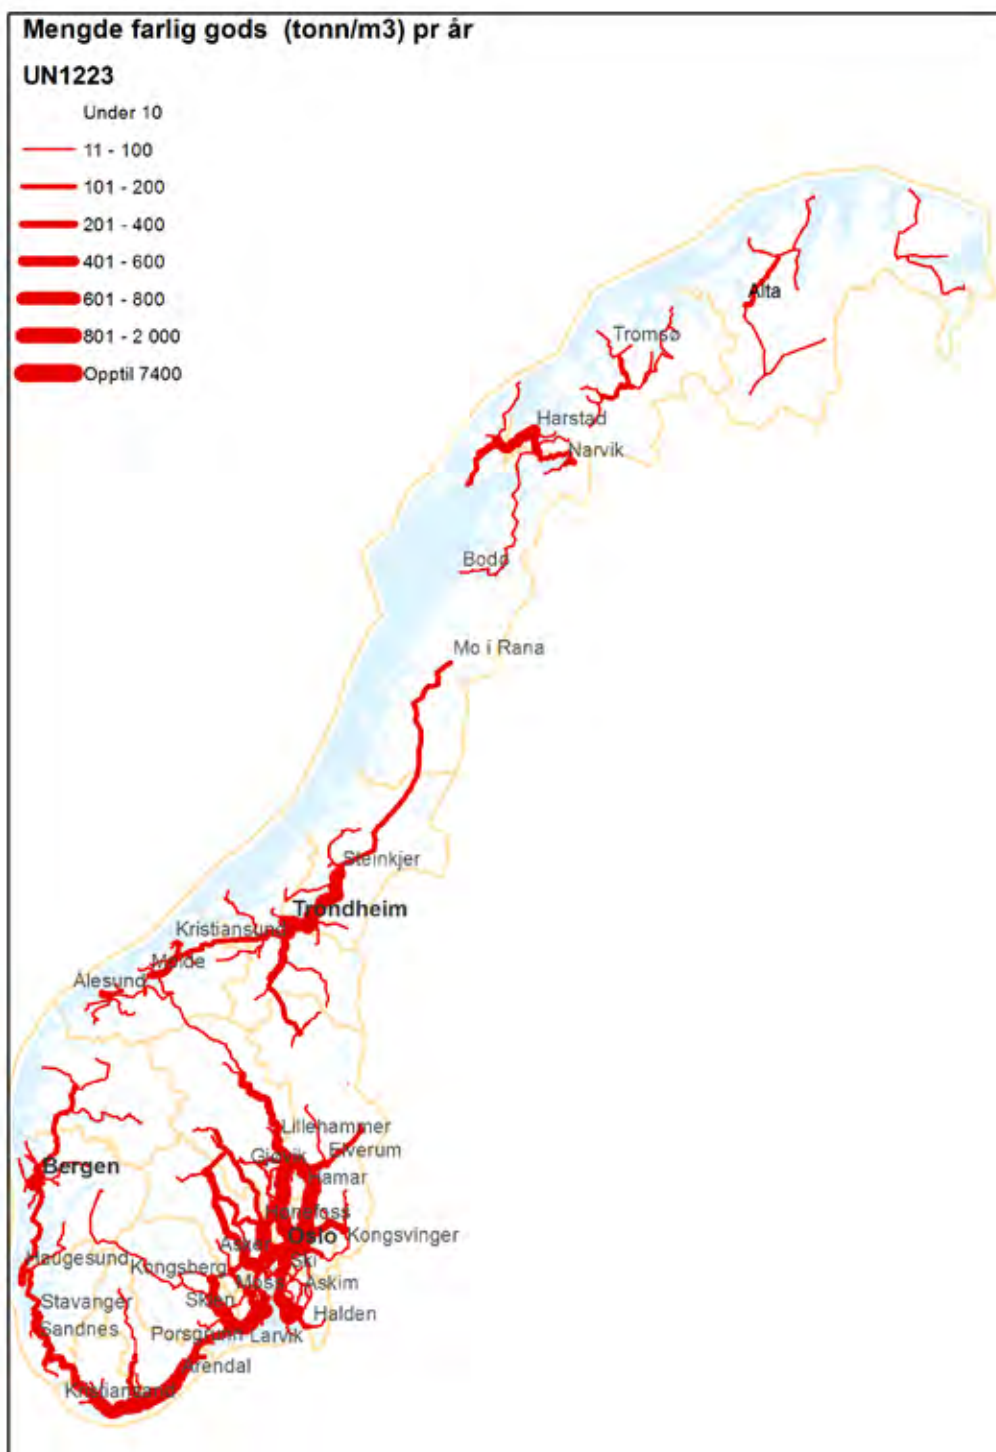 Mengde farlig gods (tonn/m3) pr år
UN1223
Under 10
11 - 100
101 - 200
201 - 400
401 - 600
601 - 800
801 - 2 000
Opptil 7400
Alta
Tromsø
Harstad
Narvik
Bodø
Mo i Rana
Steinkjer
Trondheim
Kristiansund
Molde
Ålesund
Lillehammer
Elverum
Gjøvik
Bergen
Hamar
Hønefoss
Oslo
Kongsvinger
Asker
Ski
Haugesund
Kongsberg
Moss
Askim
Stavanger
Skien
Halden
Sandnes
Porsgrunn
Larvik
Arendal
Kristiansand